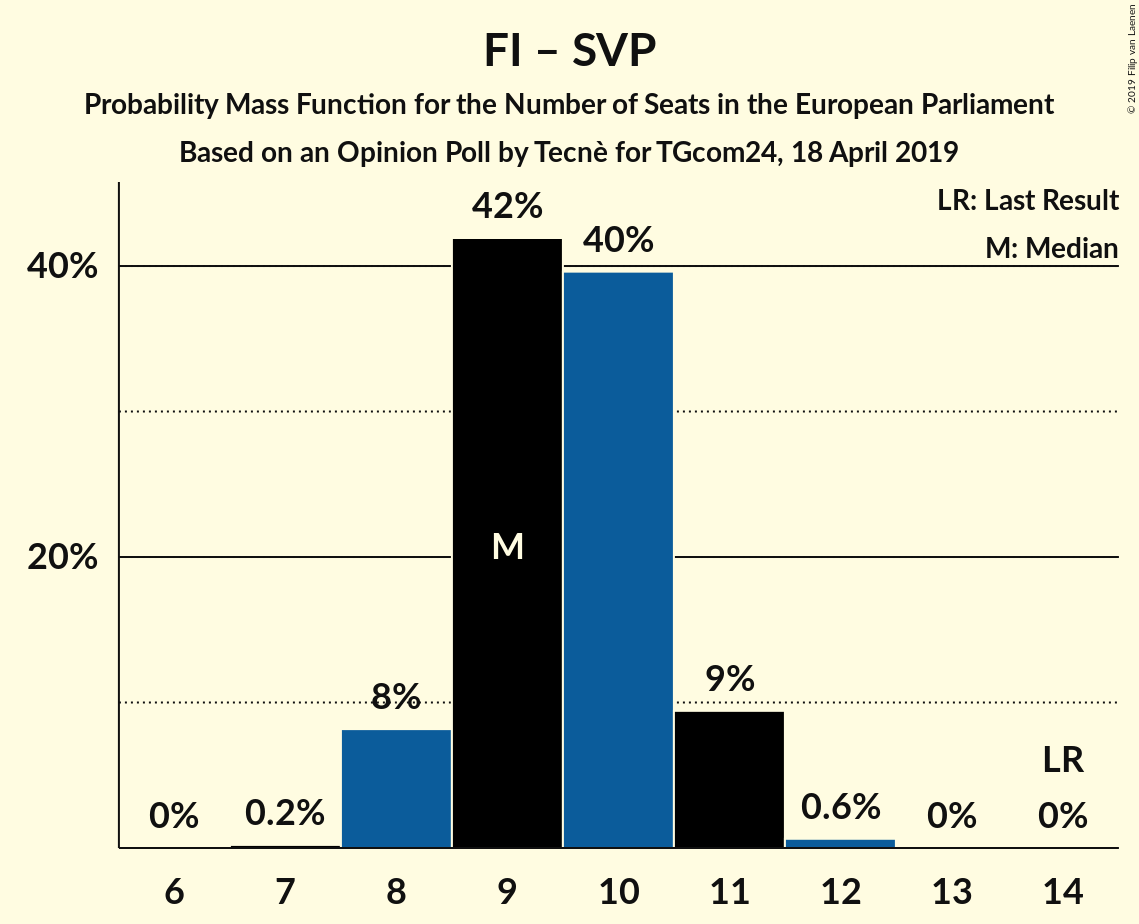 FI – SVP
Probability Mass Function for the Number of Seats in the European Parliament
Based on an Opinion Poll by Tecnè for TGcom24, 18 April 2019
© 2019 Filip van Laenen
LR: Last Result
M: Median
40%
20%
0%
0.2%
8%
42%
M
40%
9%
0.6%
0%
LR
0%
6 7 8 9 10 11 12 13 14